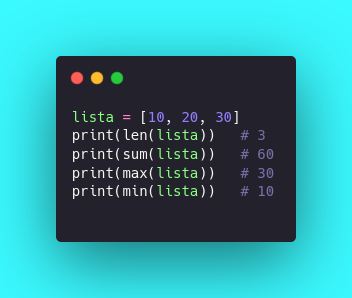 lista = [10, 20, 30]
print(len(lista))   # 3
print(sum(lista))   # 60
print(max(lista))   # 30
print(min(lista))   # 10